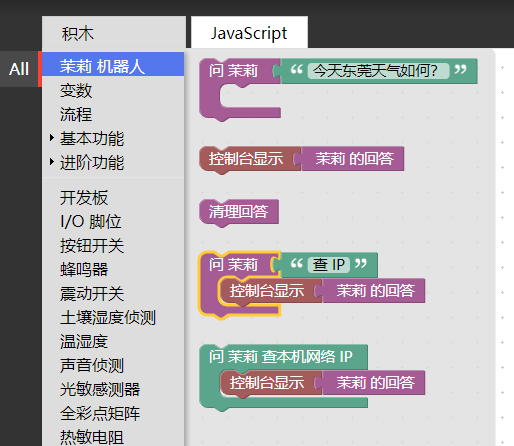 积木
JavaScript
All
茉莉 机器人
变数
流程
基本功能
进阶功能
开发板
I/O 脚位
按钮开关
蜂鸣器
震动开关
土壤湿度侦测
温湿度
声音侦测
光敏感测器
全彩点矩阵
热敏电阻
问 茉莉 “ 今天东莞天气如何? ”
控制台显示 茉莉 的回答
清理回答
问 茉莉 “ 查 IP ”
控制台显示 茉莉 的回答
问 茉莉 查本机网络 IP
控制台显示 茉莉 的回答